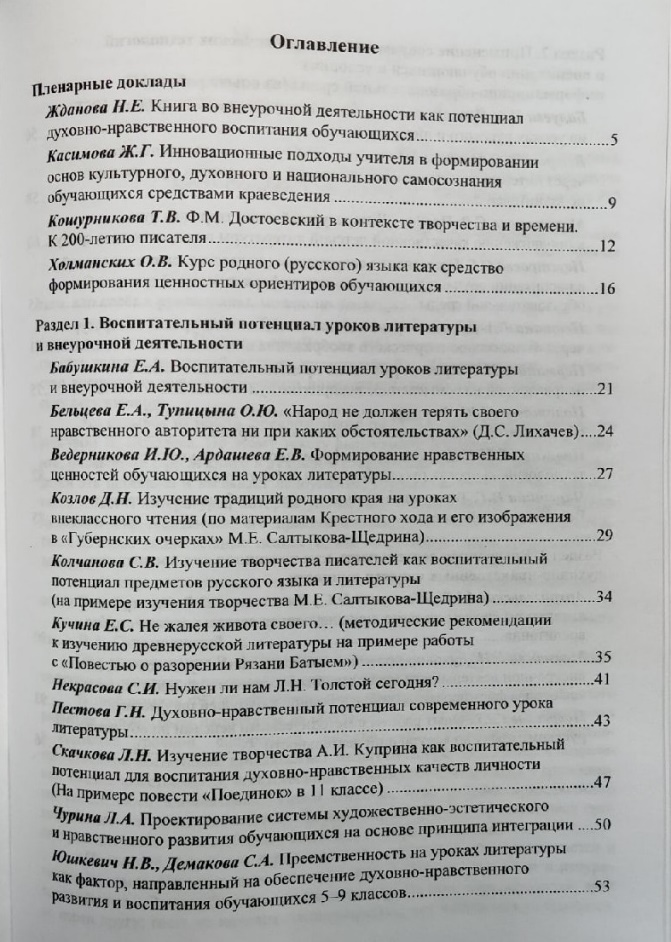 Оглавление
Пленарные доклады
Жданова Н.Е. Книга во внеурочной деятельности как потенциал
духовно-нравственного воспитания обучающихся 5
Касимова Ж.Г. Инновационные подходы учителя в формировании
основ культурного, духовного и национального самосознания
обучающихся средствами краеведения 9
Кошурникова Т.В. Ф.М. Достоевский в контексте творчества и времени.
К 200-летию писателя 12
Холманских О.В. Курс родного (русского) языка как средство
формирования ценностных ориентиров обучающихся 16
Раздел 1. Воспитательный потенциал уроков литературы
и внеурочной деятельности
Бабушкина Е.А. Воспитательный потенциал уроков литературы
и внеурочной деятельности 21
Бельцева Е.А., Тупицына О.Ю. «Народ не должен терять своего
нравственного авторитета ни при каких обстоятельствах» (Д.С. Лихачев) 24
Ведерникова И.Ю., Ардашева Е.В. Формирование нравственных
ценностей обучающихся на уроках литературы 27
Козлов Д.Н. Изучение традиций родного края на уроках
внеклассного чтения (по материалам Крестного хода и его изображения
в «Губернских очерках» М.Е. Салтыкова-Щедрина) 29
Колчанова С.В. Изучение творчества писателей как воспитательный
потенциал предметов русского языка и литературы
(на примере изучения творчества М.Е. Салтыкова-Щедрина) 34
Кучина Е.С. Не жалея живота своего… (методические рекомендации
к изучению древнерусской литературы на примере работы
с «Повестью о разорении Рязани Батыем») 35
Некрасова С.И. Нужен ли нам Л.Н. Толстой сегодня? 41
Пестова Г.Н. Духовно-нравственный потенциал современного урока
литературы 43
Скачкова Л.Н. Изучение творчества А.И. Куприна как воспитательный
потенциал для воспитания духовно-нравственных качеств личности
(На примере повести «Поединок» в 11 классе) 47
Чурина Л.А. Проектирование системы художественно-эстетического
и нравственного развития обучающихся на основе принципа интеграции 50
Юшкевич Н.В., Демакова С.А. Преемственность на уроках литературы
как фактор, направленный на обеспечение духовно-нравственного
развития и воспитания обучающихся 5–9 классов 53